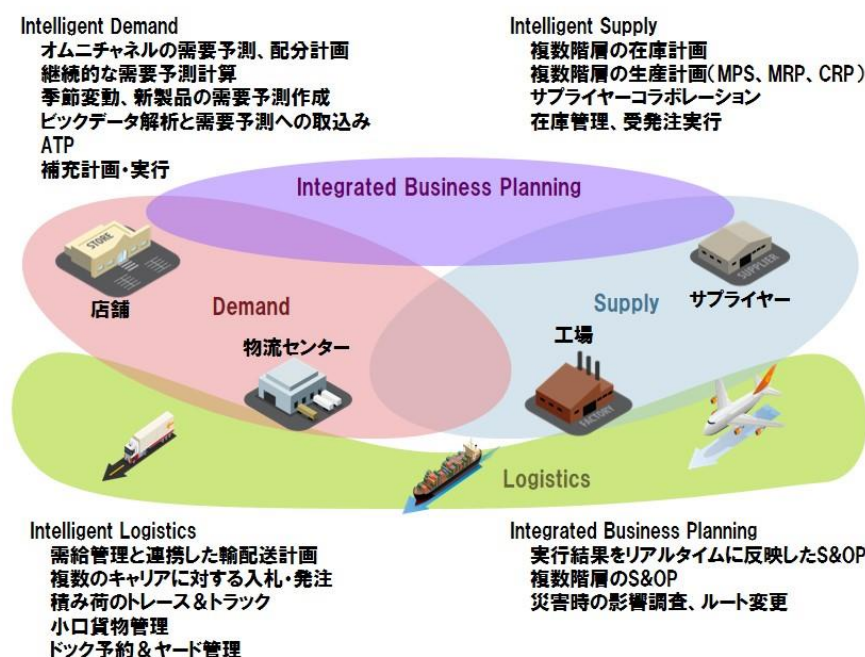 Intelligent Demand
オムニチャネルの需要予測、配分計画
継続的な需要予測計算
季節変動、新製品の需要予測作成
ビックデータ解析と需要予測への取込み
ATP
補充計画・実行
Intelligent Supply
複数階層の在庫計画
複数階層の生産計画(MPS、MRP、CRP)
サプライヤーコラボレーション
在庫管理、受発注実行
Integrated Business Planning
STORE
店舗
Demand
物流センター
Supply
工場
FACTORY
SUPPLIER
サプライヤー
Logistics
Intelligent Logistics
需給管理と連携した輸配送計画
複数のキャリアに対する入札・発注
積み荷のトレース&トラック
小口貨物管理
ドック予約&ヤード管理
Integrated Business Planning
実行結果をリアルタイムに反映したS&OP
複数階層のS&OP
災害時の影響調査、ルート変更